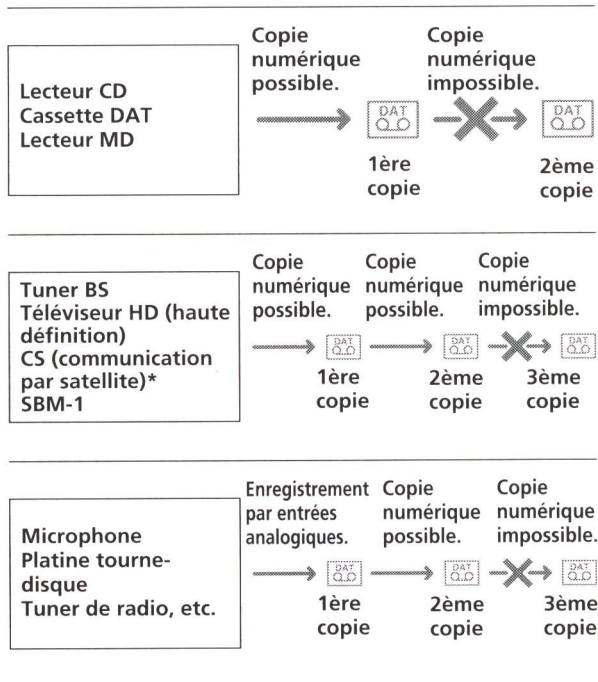 Copie
numérique
possible.
Copie
numérique
impossible.
Lecteur CD
Cassette DAT
Lecteur MD
DAT
DAT
1ère
copie
2ème
copie
Copie
numérique
possible.
Copie
numérique
possible.
Copie
numérique
impossible.
Tuner BS
Téléviseur HD (haute
définition)
CS (communication
par satellite)*
SBM-1
DAT
DAT
DAT
1ère
copie
2ème
copie
3ème
copie
Enregistrement
par entrées
analogiques.
Copie
numérique
possible.
Copie
numérique
impossible.
Microphone
Platine tourne-
disque
Tuner de radio, etc.
DAT
DAT
DAT
1ère
copie
2ème
copie
3ème
copie